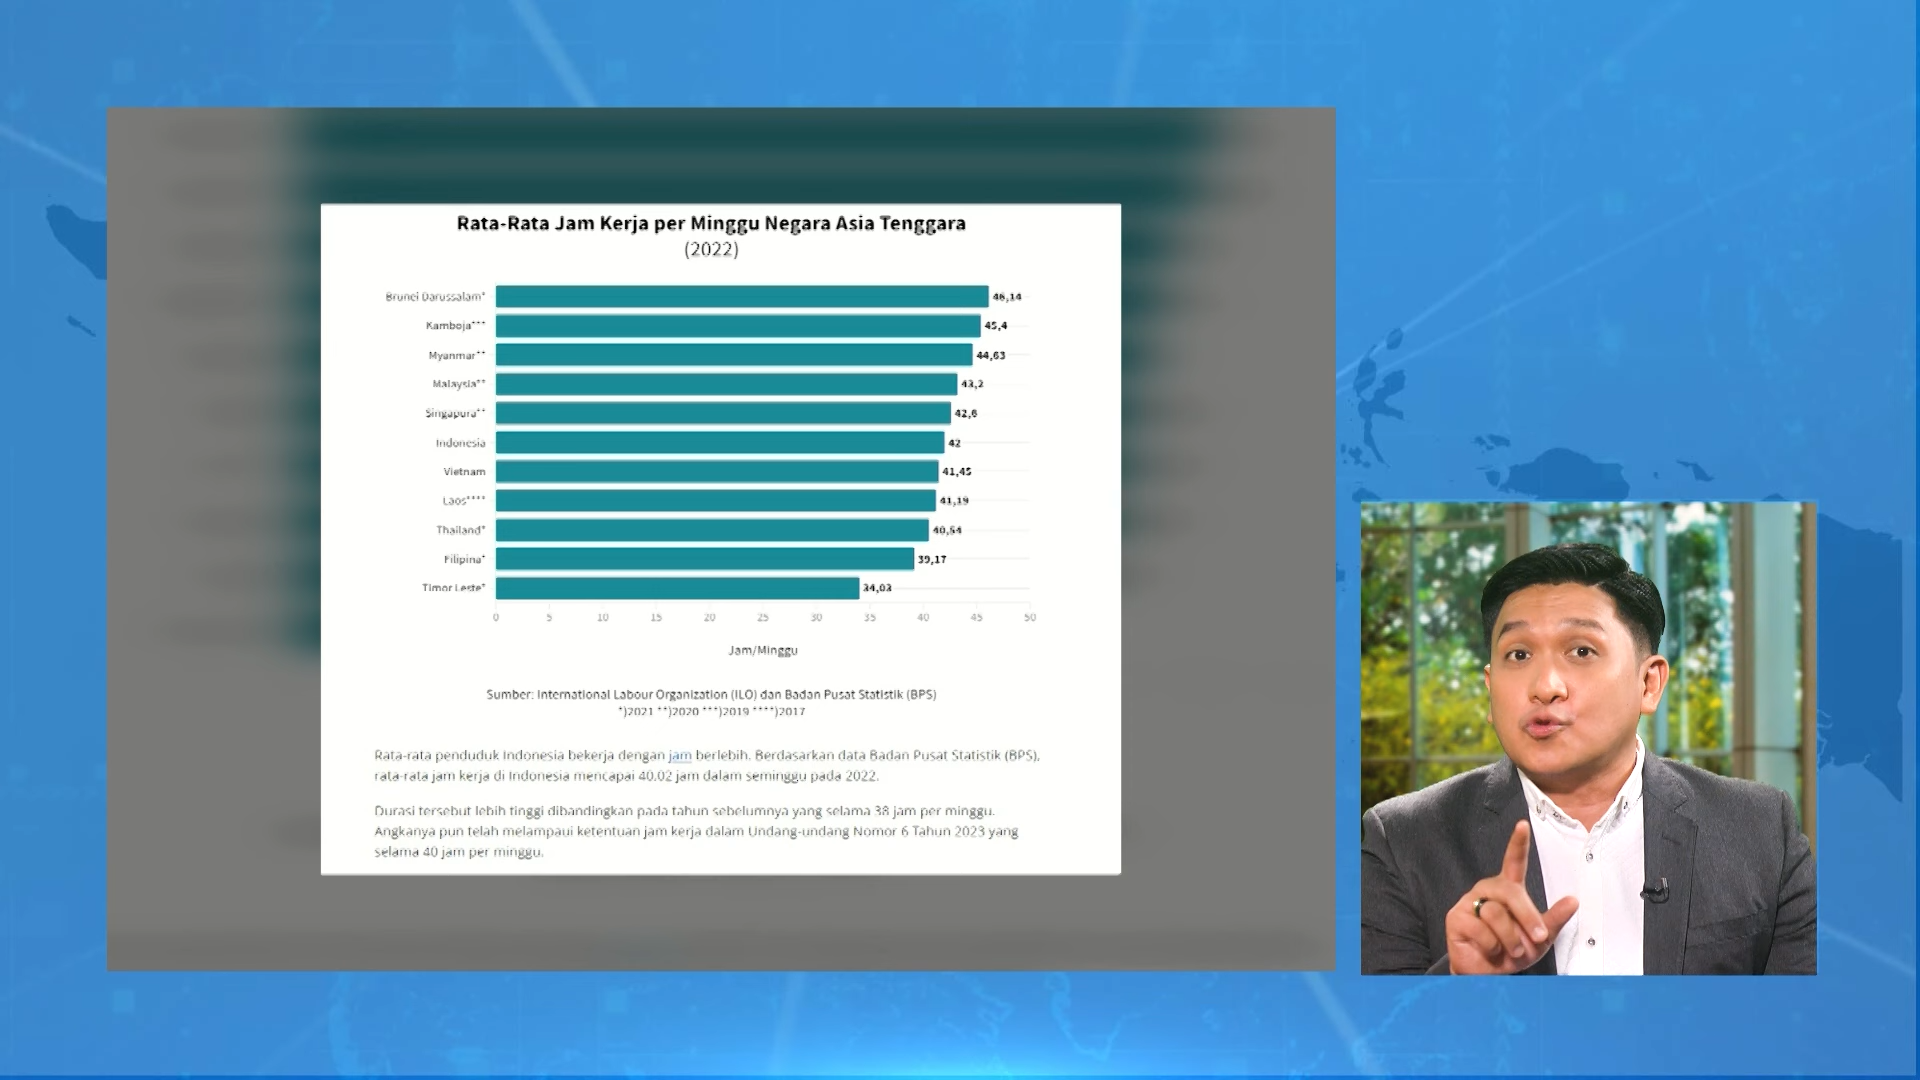 Rata-Rata Jam Kerja per Minggu Negara Asia Tenggara
(2022)
Brunei Darussalam* 46,14
Kamboja*** 45,4
Myanmar** 44,63
Malaysia** 43,2
Singapura** 42,6
Indonesia 42
Vietnam 41,45
Laos**** 41,19
Thailand* 40,54
Filipina* 39,17
Timor Leste* 34,03
0 5 10 15 20 25 30 35 40 45 50
Jam/Minggu
Sumber: International Labour Organization (ILO) dan Badan Pusat Statistik (BPS)
*)2021 **)2020 ***)2019 ****)2017
Rata-rata penduduk Indonesia bekerja dengan jam berlebih. Berdasarkan data Badan Pusat Statistik (BPS),
rata-rata jam kerja di Indonesia mencapai 40.02 jam dalam seminggu pada 2022.
Durasi tersebut lebih tinggi dibandingkan pada tahun sebelumnya yang selama 38 jam per minggu.
Angkanya pun telah melampaui ketentuan jam kerja dalam Undang-undang Nomor 6 Tahun 2023 yang
selama 40 jam per minggu.